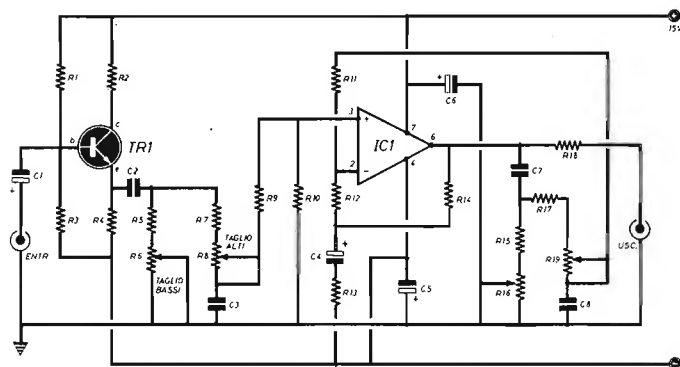 15V
R1
R2
R11
C6
c
b
TR1
3
+
7
IC1
6
2
-
4
C2
C1
R3
R4
R5
R7
R9
R10
R12
R14
C7
R18
R17
TAGLIO
ALTI
R6
R8
TAGLIO
BASSI
C3
C4
R13
C5
R15
R16
R19
C8
ENTR
USC.